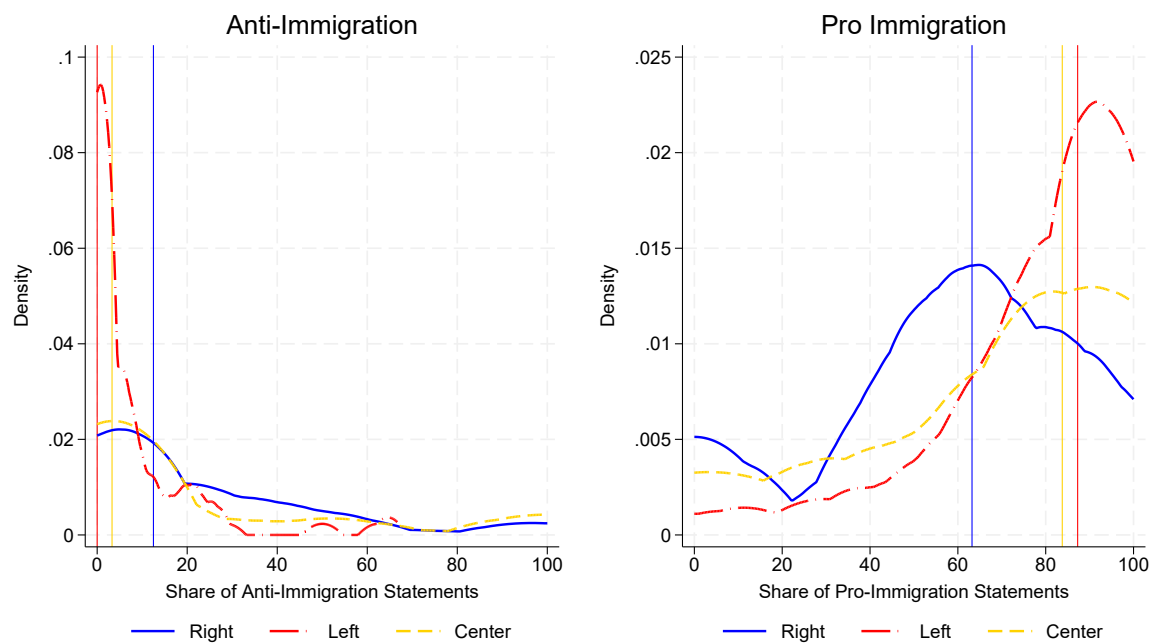 Anti-Immigration
.1
.08
.06
.04
.02
0
Density
0 20 40 60 80 100
Share of Anti-Immigration Statements
Right Left Center
Pro Immigration
.025
.02
.015
.01
.005
0
Density
0 20 40 60 80 100
Share of Pro-Immigration Statements
Right Left Center